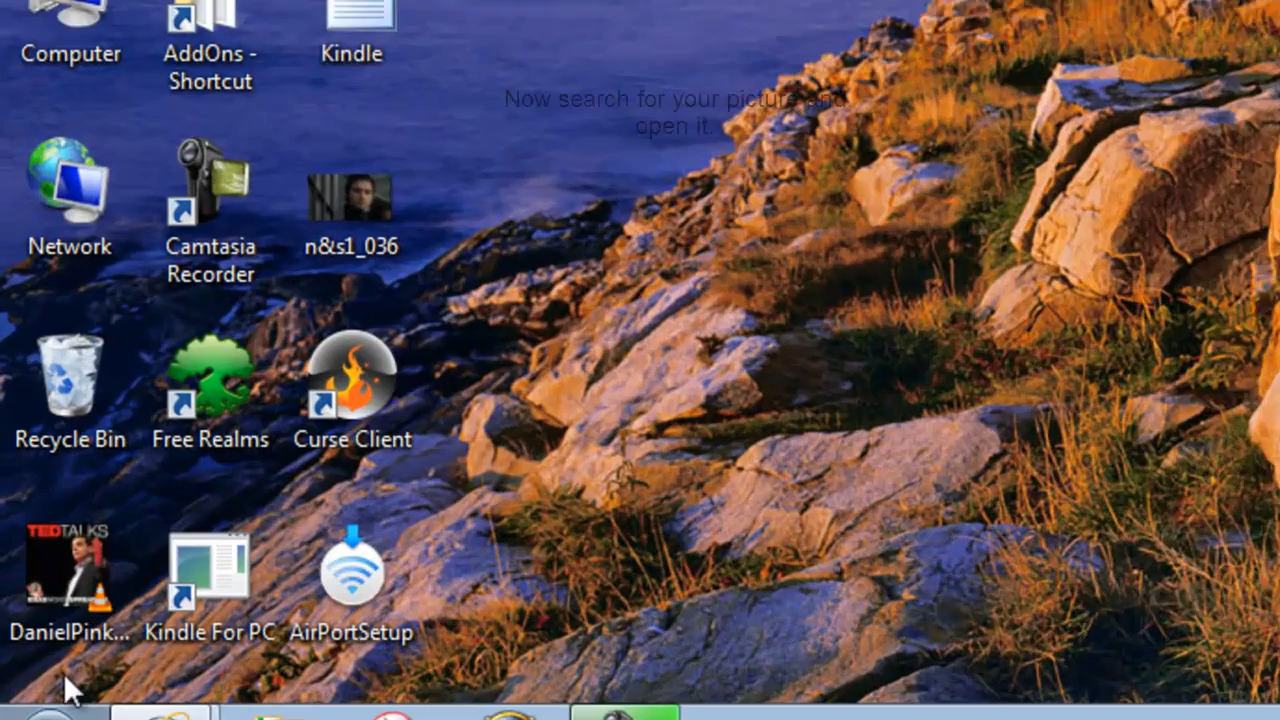 Computer
AddOns -
Shortcut
Kindle
Now search for your picture and
open it.
Network
Camtasia
Recorder
n&s1_036
Recycle Bin
Free Realms
Curse Client
TEDTALKS
DanielPink...
Kindle For PC
AirPortSetup